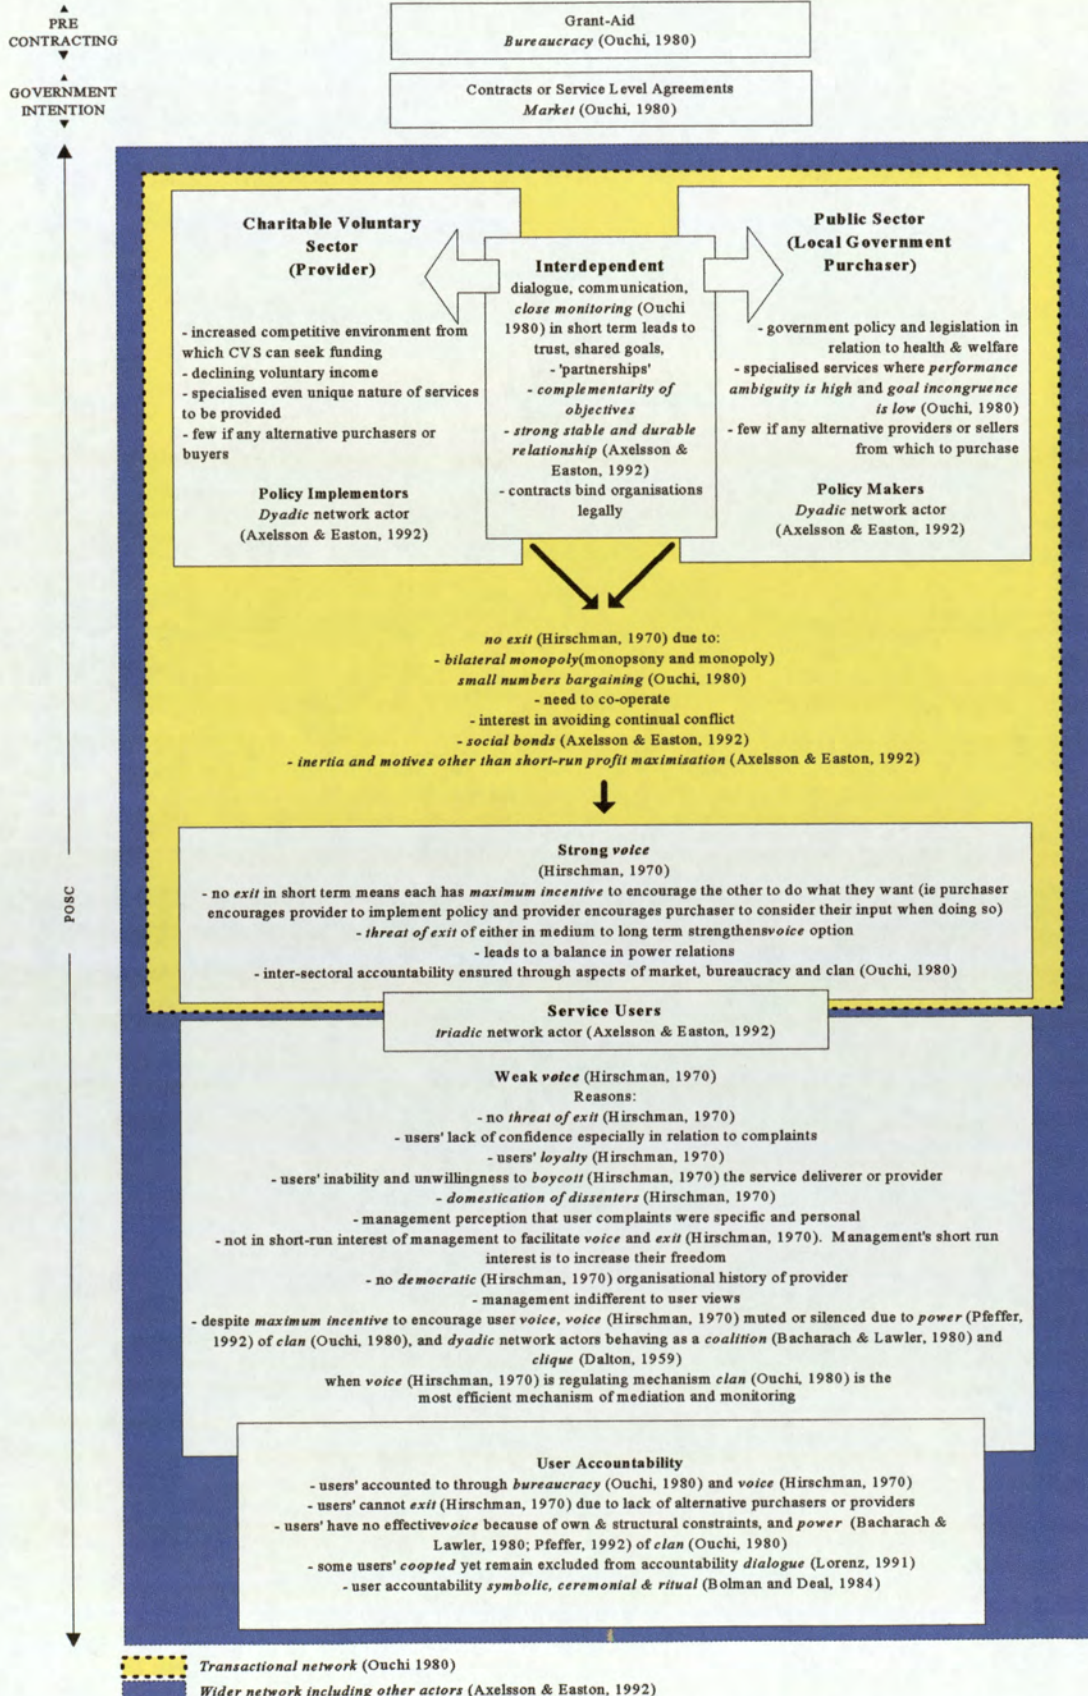 PRE
CONTRACTING
Grant-Aid
Bureaucracy (Ouchi, 1980)
GOVERNMENT
INTENTION
Contracts or Service Level Agreements
Market (Ouchi, 1980)
POSC
Charitable Voluntary
Sector
(Provider)
- increased competitive environment from
which CVS can seek funding
- declining voluntary income
- specialised even unique nature of services
to be provided
- few if any alternative purchasers or
buyers
Policy Implementors
Dyadic network actor
(Axelsson & Easton, 1992)
Interdependent
dialogue, communication,
close monitoring (Ouchi
1980) in short term leads to
trust, shared goals,
- 'partnerships'
- complementarity of
objectives
- strong stable and durable
relationship (Axelsson &
Easton, 1992)
- contracts bind organisations
legally
Public Sector
(Local Government
Purchaser)
- government policy and legislation in
relation to health & welfare
- specialised services where performance
ambiguity is high and goal incongruence
is low (Ouchi, 1980)
- few if any alternative providers or sellers
from which to purchase
Policy Makers
Dyadic network actor
(Axelsson & Easton, 1992)
no exit (Hirschman, 1970) due to:
- bilateral monopoly(monopsony and monopoly)
small numbers bargaining (Ouchi, 1980)
- need to co-operate
- interest in avoiding continual conflict
- social bonds (Axelsson & Easton, 1992)
- inertia and motives other than short-run profit maximisation (Axelsson & Easton, 1992)
Strong voice
(Hirschman, 1970)
- no exit in short term means each has maximum incentive to encourage the other to do what they want (ie purchaser
encourages provider to implement policy and provider encourages purchaser to consider their input when doing so)
- threat of exit of either in medium to long term strengthensvoice option
- leads to a balance in power relations
- inter-sectoral accountability ensured through aspects of market, bureaucracy and clan (Ouchi, 1980)
Service Users
triadic network actor (Axelsson & Easton, 1992)
Weak voice (Hirschman, 1970)
Reasons:
- no threat of exit (Hirschman, 1970)
- users' lack of confidence especially in relation to complaints
- users' loyalty (Hirschman, 1970)
- users' inability and unwillingness to boycott (Hirschman, 1970) the service deliverer or provider
- domestication of dissenters (Hirschman, 1970)
- management perception that user complaints were specific and personal
- not in short-run interest of management to facilitate voice and exit (Hirschman, 1970). Management's short run
interest is to increase their freedom
- no democratic (Hirschman, 1970) organisational history of provider
- management indifferent to user views
- despite maximum incentive to encourage user voice, voice (Hirschman, 1970) muted or silenced due to power (Pfeffer,
1992) of clan (Ouchi, 1980), and dyadic network actors behaving as a coalition (Bacharach & Lawler, 1980) and
clique (Dalton, 1959)
when voice (Hirschman, 1970) is regulating mechanism clan (Ouchi, 1980) is the
most efficient mechanism of mediation and monitoring
User Accountability
- users' accounted to through bureaucracy (Ouchi, 1980) and voice (Hirschman, 1970)
- users' cannot exit (Hirschman, 1970) due to lack of alternative purchasers or providers
- users' have no effectivevoice because of own & structural constraints, and power (Bacharach &
Lawler, 1980; Pfeffer, 1992) of clan (Ouchi, 1980)
- some users' coopted yet remain excluded from accountability dialogue (Lorenz, 1991)
- user accountability symbolic, ceremonial & ritual (Bolman and Deal, 1984)
Transactional network (Ouchi 1980)
Wider network including other actors (Axelsson & Easton, 1992)